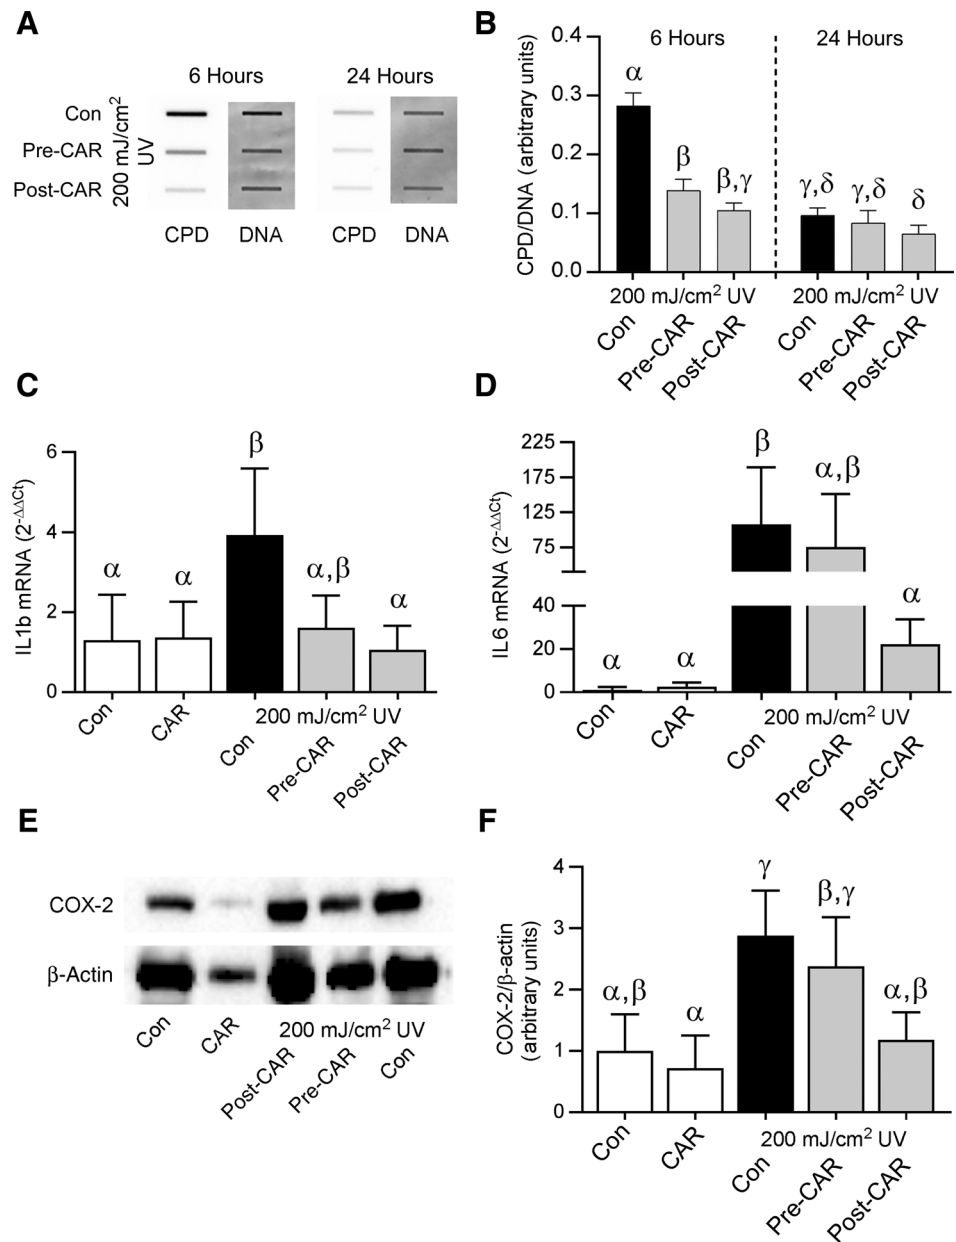 A
6 Hours
24 Hours
200 mJ/cm2
UV
Con
Pre-CAR
Post-CAR
CPD
DNA
CPD
DNA
B
CPD/DNA (arbitrary units)
0.4
0.3
0.2
0.1
0.0
6 Hours
24 Hours
α
β
β,γ
γ,δ
γ,δ
δ
200 mJ/cm2 UV
200 mJ/cm2 UV
Con
Pre-CAR
Post-CAR
Con
Pre-CAR
Post-CAR
C
IL1b mRNA (2-ΔΔCt)
6
4
2
0
α
α
β
α,β
α
Con
CAR
200 mJ/cm2 UV
Con
Pre-CAR
Post-CAR
D
IL6 mRNA (2-ΔΔCt)
225
175
125
75
40
20
0
α
α
β
α,β
α
Con
CAR
200 mJ/cm2 UV
Con
Pre-CAR
Post-CAR
E
COX-2
β-Actin
Con
CAR
200 mJ/cm2 UV
Post-CAR
Pre-CAR
Con
F
COX-2/β-actin
(arbitrary units)
4
3
2
1
0
α,β
α
γ
β,γ
α,β
Con
CAR
200 mJ/cm2 UV
Con
Pre-CAR
Post-CAR